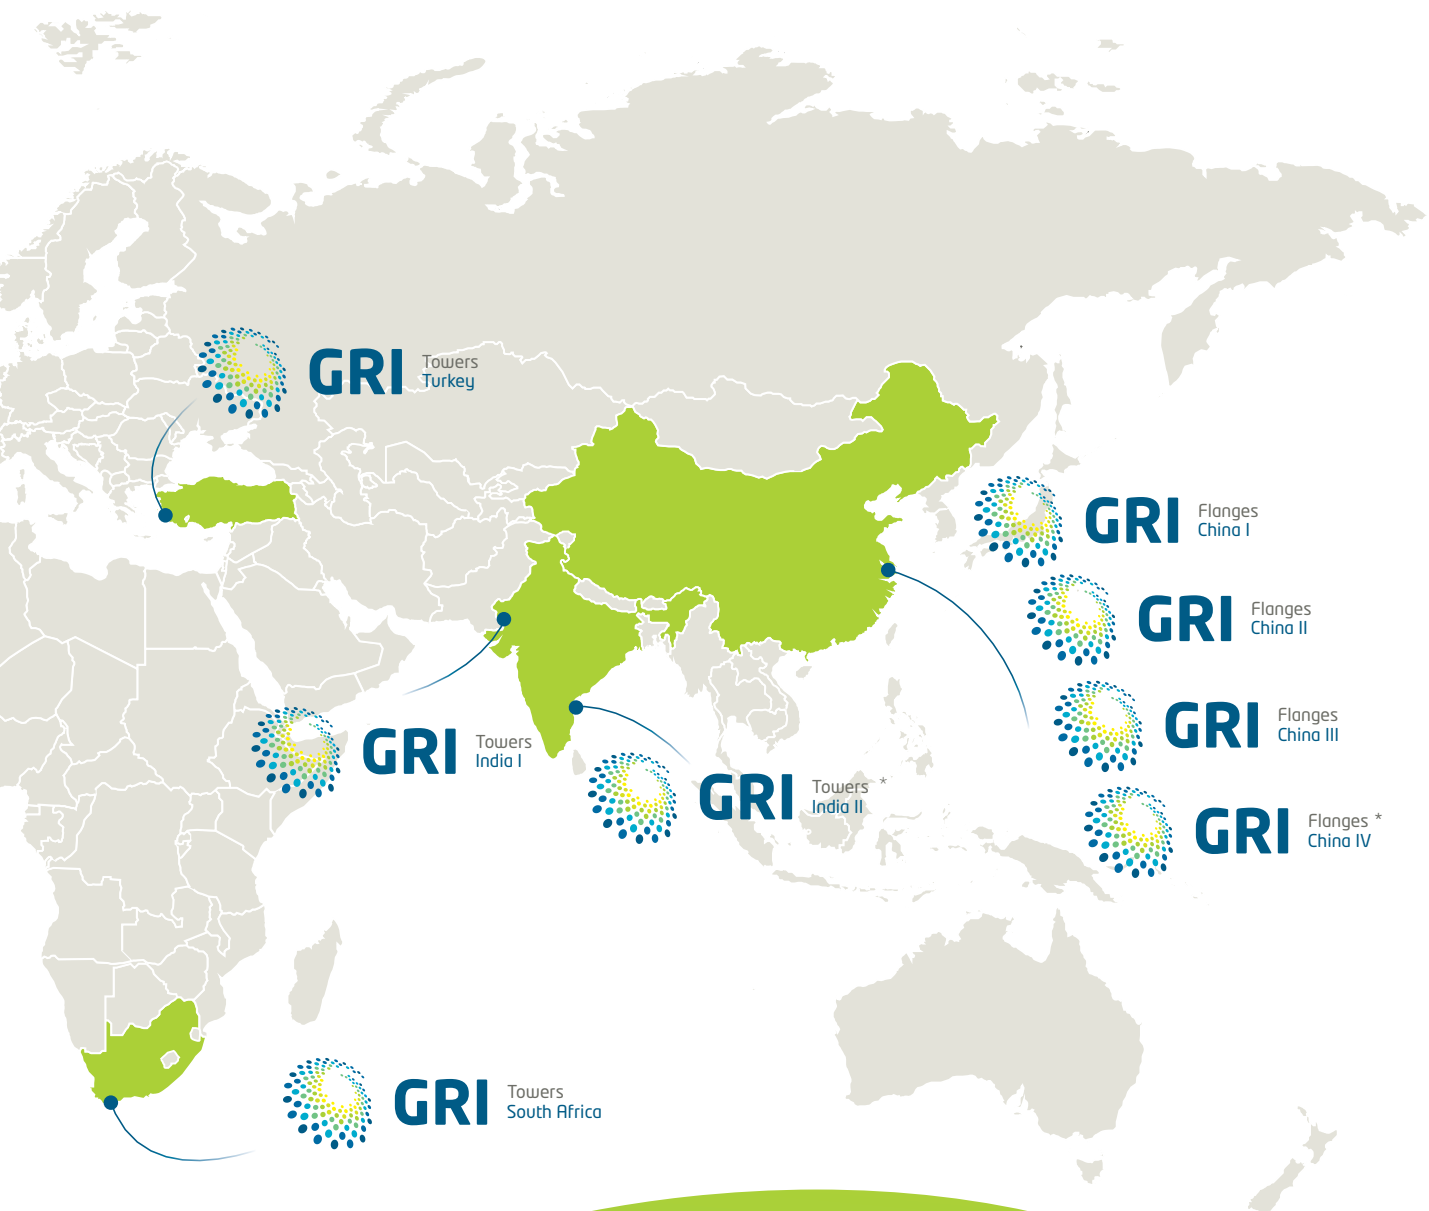 GRI
Towers
Turkey
GRI
Flanges
China I
GRI
Flanges
China II
GRI
Flanges
China III
GRI
Towers
India I
GRI
Towers *
India II
GRI
Flanges *
China IV
GRI
Towers
South Africa